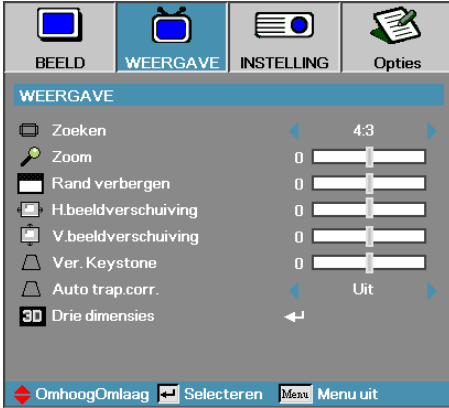 BEELD WEERGAVE INSTELLING Opties
WEERGAVE
Zoeken 4:3
Zoom 0
Rand verbergen 0
H.beeldverschuiving 0
V.beeldverschuiving 0
Ver. Keystone 0
Auto trap.corr. Uit
3D Drie dimensies
OmhoogOmlaag Selecteren Menu Menu uit